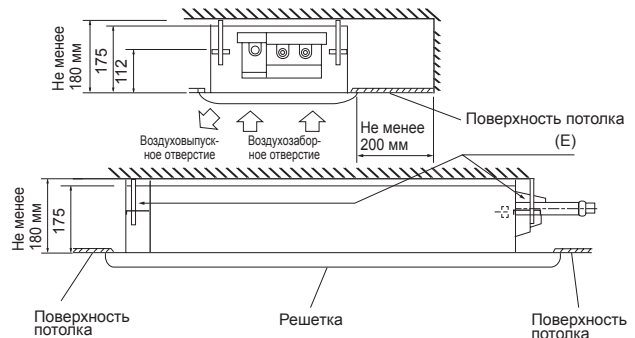 Не менее
180 мм
175
112
Воздуховыпуск-
ное отверстие
Воздухозабор-
ное отверстие
Не менее
200 мм
Поверхность потолка
(E)
Не менее
180 мм
175
Поверхность
потолка
Решетка
Поверхность
потолка